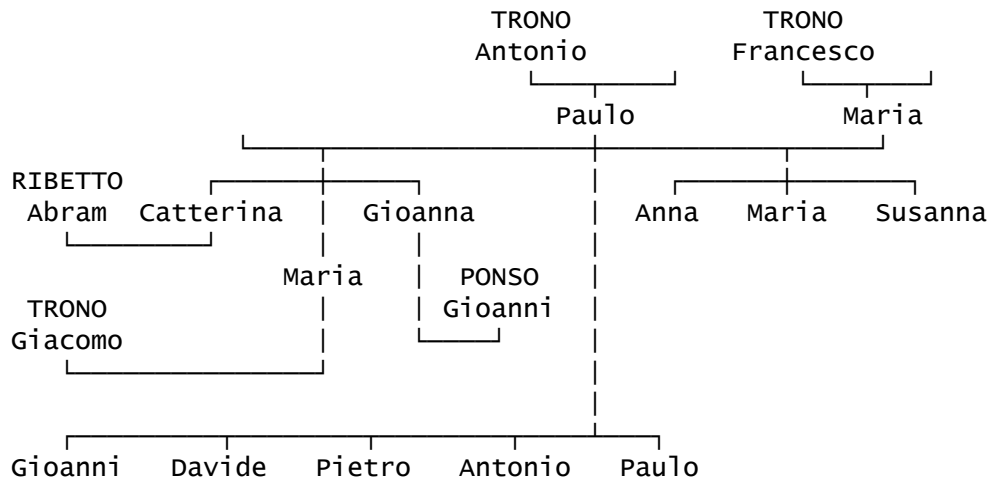 TRONO TRONO
Antonio Francesco
Paulo Maria
RIBETTO
Abram Catterina Gioanna Anna Maria Susanna
Maria PONSO
TRONO Gioanni
Giacomo
Gioanni Davide Pietro Antonio Paulo